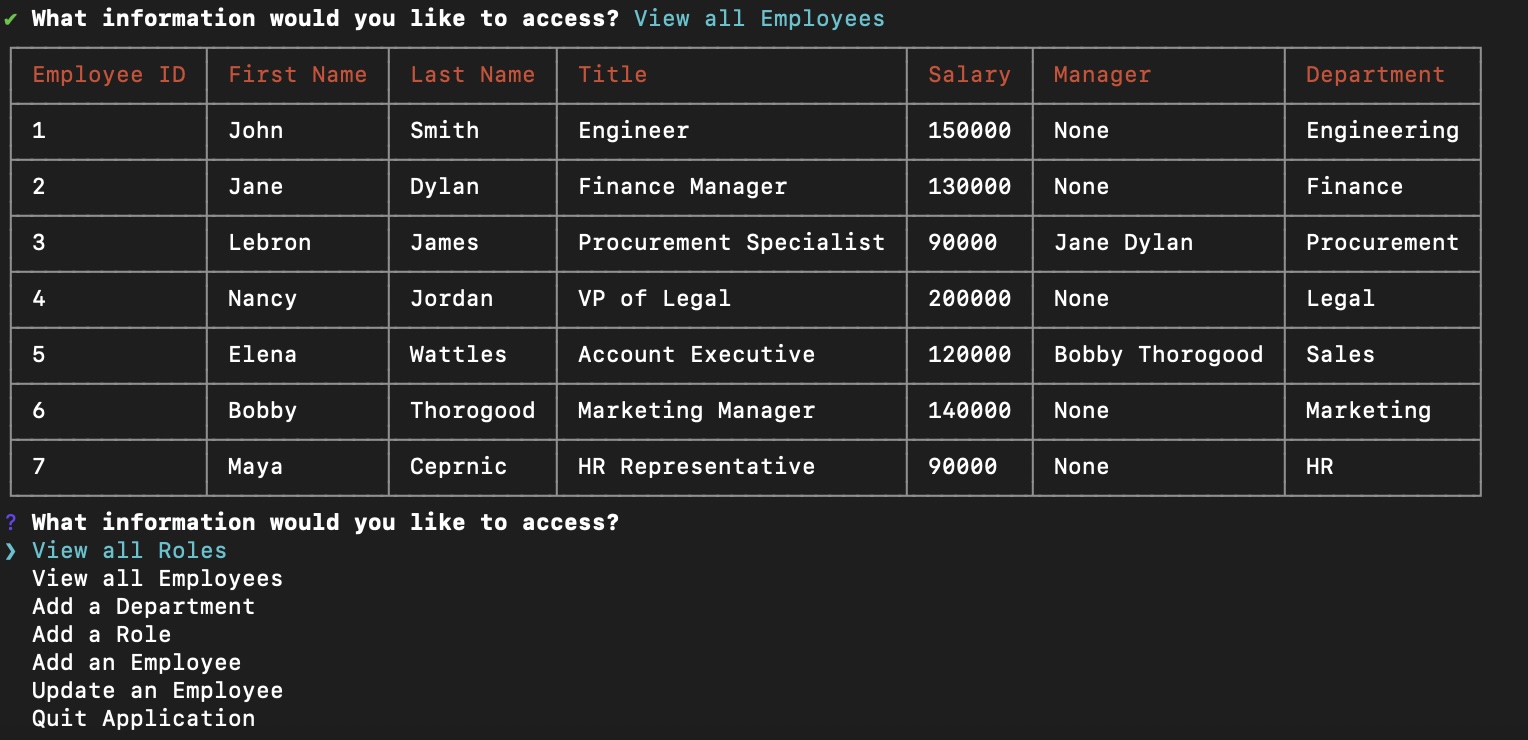 ✔ What information would you like to access? View all Employees
Employee ID First Name Last Name Title Salary Manager Department
1 John Smith Engineer 150000 None Engineering
2 Jane Dylan Finance Manager 130000 None Finance
3 Lebron James Procurement Specialist 90000 Jane Dylan Procurement
4 Nancy Jordan VP of Legal 200000 None Legal
5 Elena Wattles Account Executive 120000 Bobby Thorogood Sales
6 Bobby Thorogood Marketing Manager 140000 None Marketing
7 Maya Ceprnic HR Representative 90000 None HR
? What information would you like to access?
❯ View all Roles
View all Employees
Add a Department
Add a Role
Add an Employee
Update an Employee
Quit Application